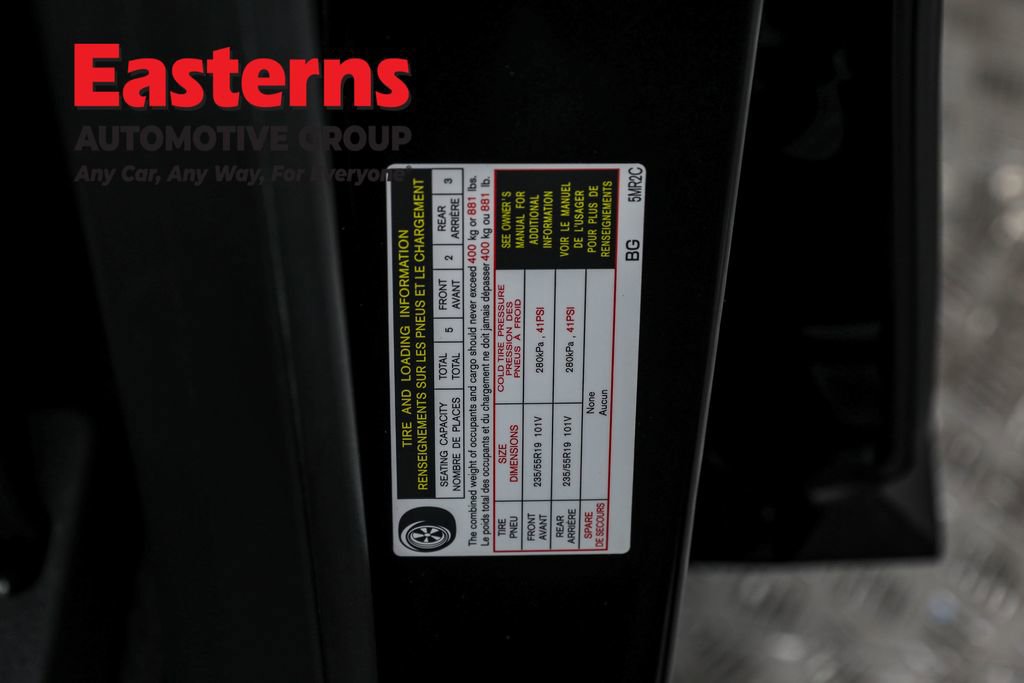 Easterns
AUTOMOTIVE GROUP
Any Car, Any Way, For Everyone
TIRE AND LOADING INFORMATION
RENSEIGNEMENTS SUR LES PNEUS ET LE CHARGEMENT
SEATING CAPACITY TOTAL 5 FRONT 2 REAR 3
NOMBRE DE PLACES TOTAL AVANT ARRIÈRE
The combined weight of occupants and cargo should never exceed 400 kg or 881 lbs.
Le poids total des occupants et du chargement ne doit jamais dépasser 400 kg ou 881 lb.
TIRE
PNEU
SIZE
DIMENSIONS
COLD TIRE PRESSURE
PRESSION DES
PNEUS À FROID
FRONT
AVANT
235/55R19 101V
280kPa, 41PSI
REAR
ARRIÈRE
235/55R19 101V
280kPa, 41PSI
SPARE
DE SECOURS
None
Aucun
SEE OWNER'S
MANUAL FOR
ADDITIONAL
INFORMATION
VOIR LE MANUEL
DE L'USAGER
POUR PLUS DE
RENSEIGNEMENTS
BG 5MR2C